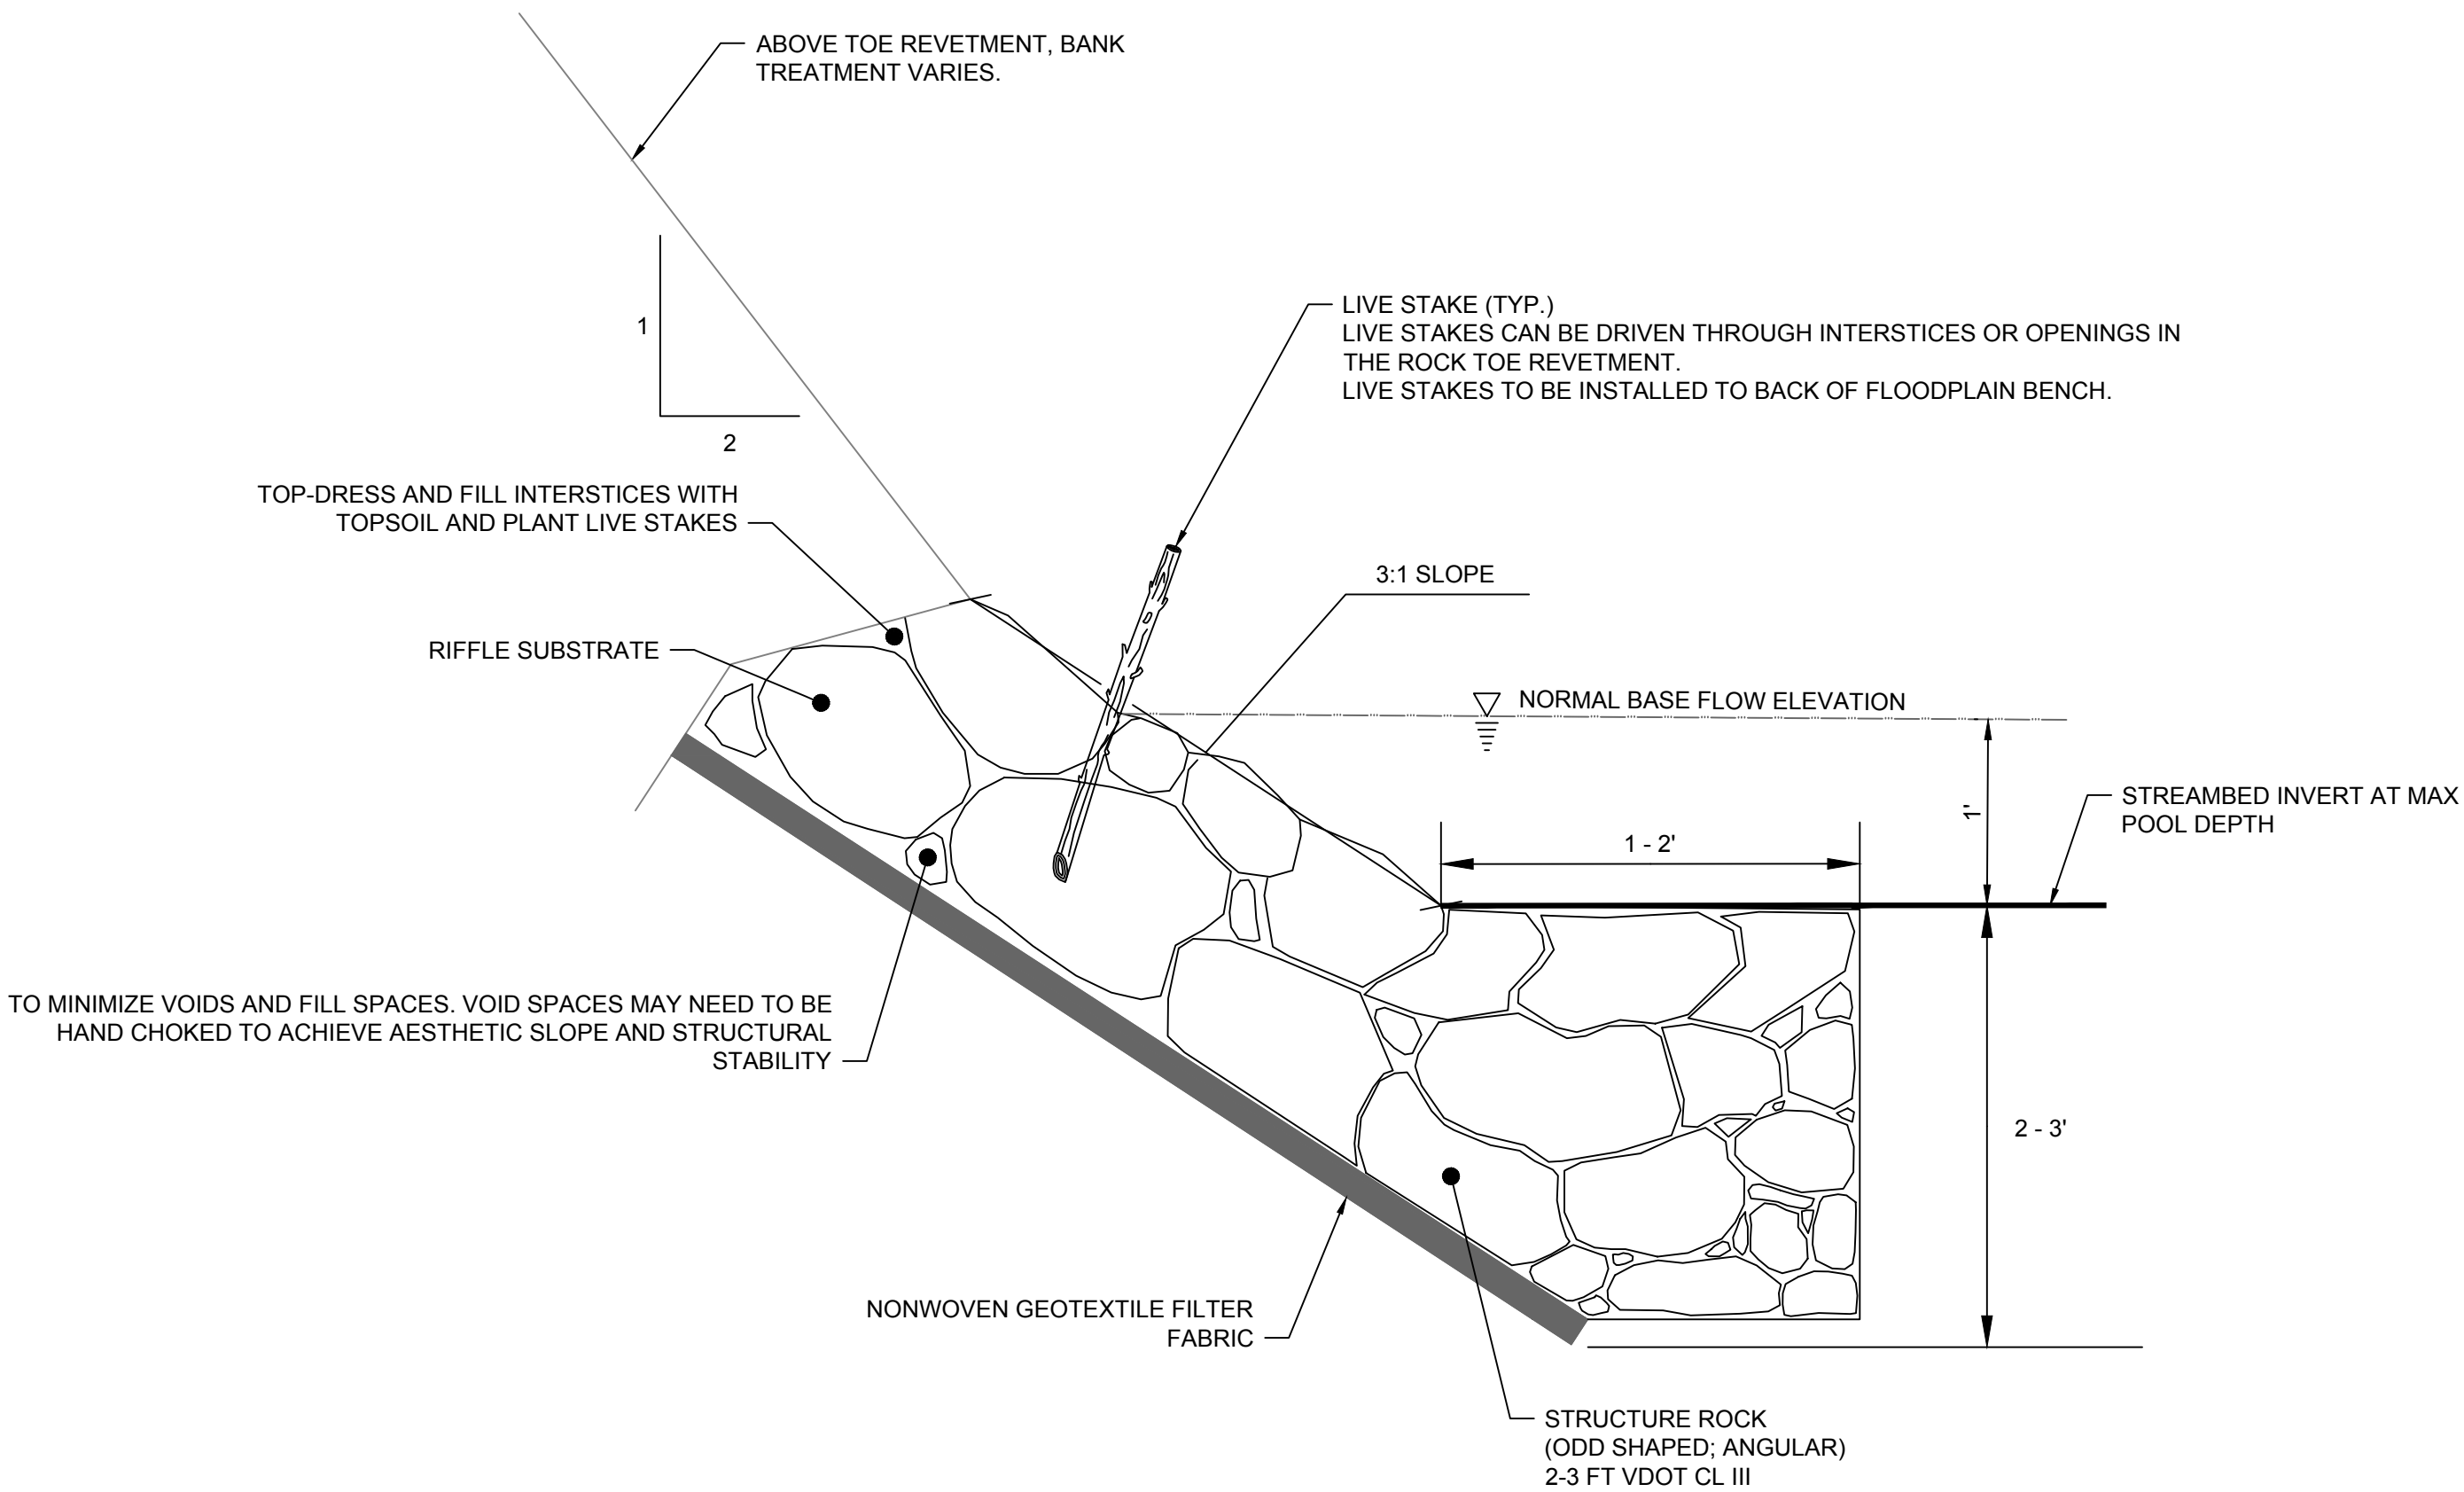 ABOVE TOE REVETMENT, BANK
TREATMENT VARIES.
1
2
LIVE STAKE (TYP.)
LIVE STAKES CAN BE DRIVEN THROUGH INTERSTICES OR OPENINGS IN
THE ROCK TOE REVETMENT.
LIVE STAKES TO BE INSTALLED TO BACK OF FLOODPLAIN BENCH.
TOP-DRESS AND FILL INTERSTICES WITH
TOPSOIL AND PLANT LIVE STAKES
3:1 SLOPE
RIFFLE SUBSTRATE
NORMAL BASE FLOW ELEVATION
1'
STREAMBED INVERT AT MAX
POOL DEPTH
1 - 2'
TO MINIMIZE VOIDS AND FILL SPACES. VOID SPACES MAY NEED TO BE
HAND CHOKED TO ACHIEVE AESTHETIC SLOPE AND STRUCTURAL
STABILITY
2 - 3'
NONWOVEN GEOTEXTILE FILTER
FABRIC
STRUCTURE ROCK
(ODD SHAPED; ANGULAR)
2-3 FT VDOT CL III